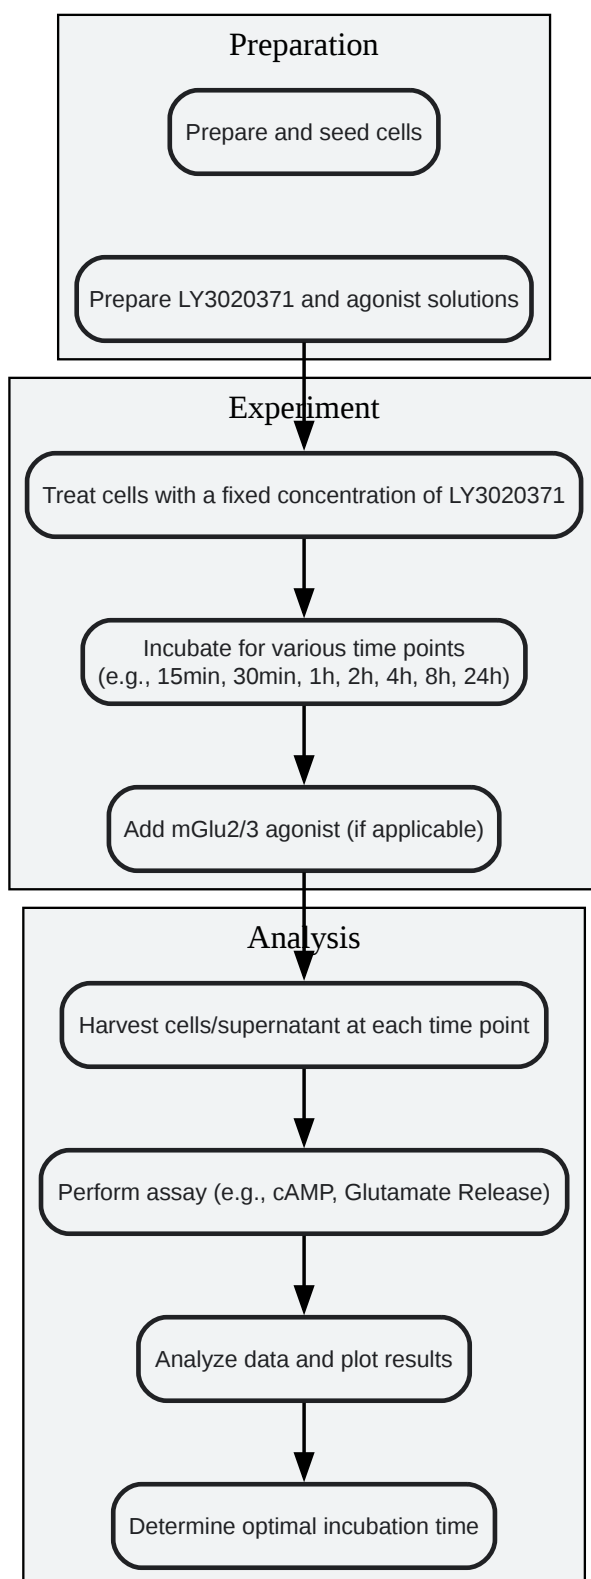 Preparation
Prepare and seed cells
Prepare LY3020371 and agonist solutions
Experiment
Treat cells with a fixed concentration of LY3020371
Incubate for various time points
(e.g., 15min, 30min, 1h, 2h, 4h, 8h, 24h)
Add mGlu2/3 agonist (if applicable)
Analysis
Harvest cells/supernatant at each time point
Perform assay (e.g., cAMP, Glutamate Release)
Analyze data and plot results
Determine optimal incubation time